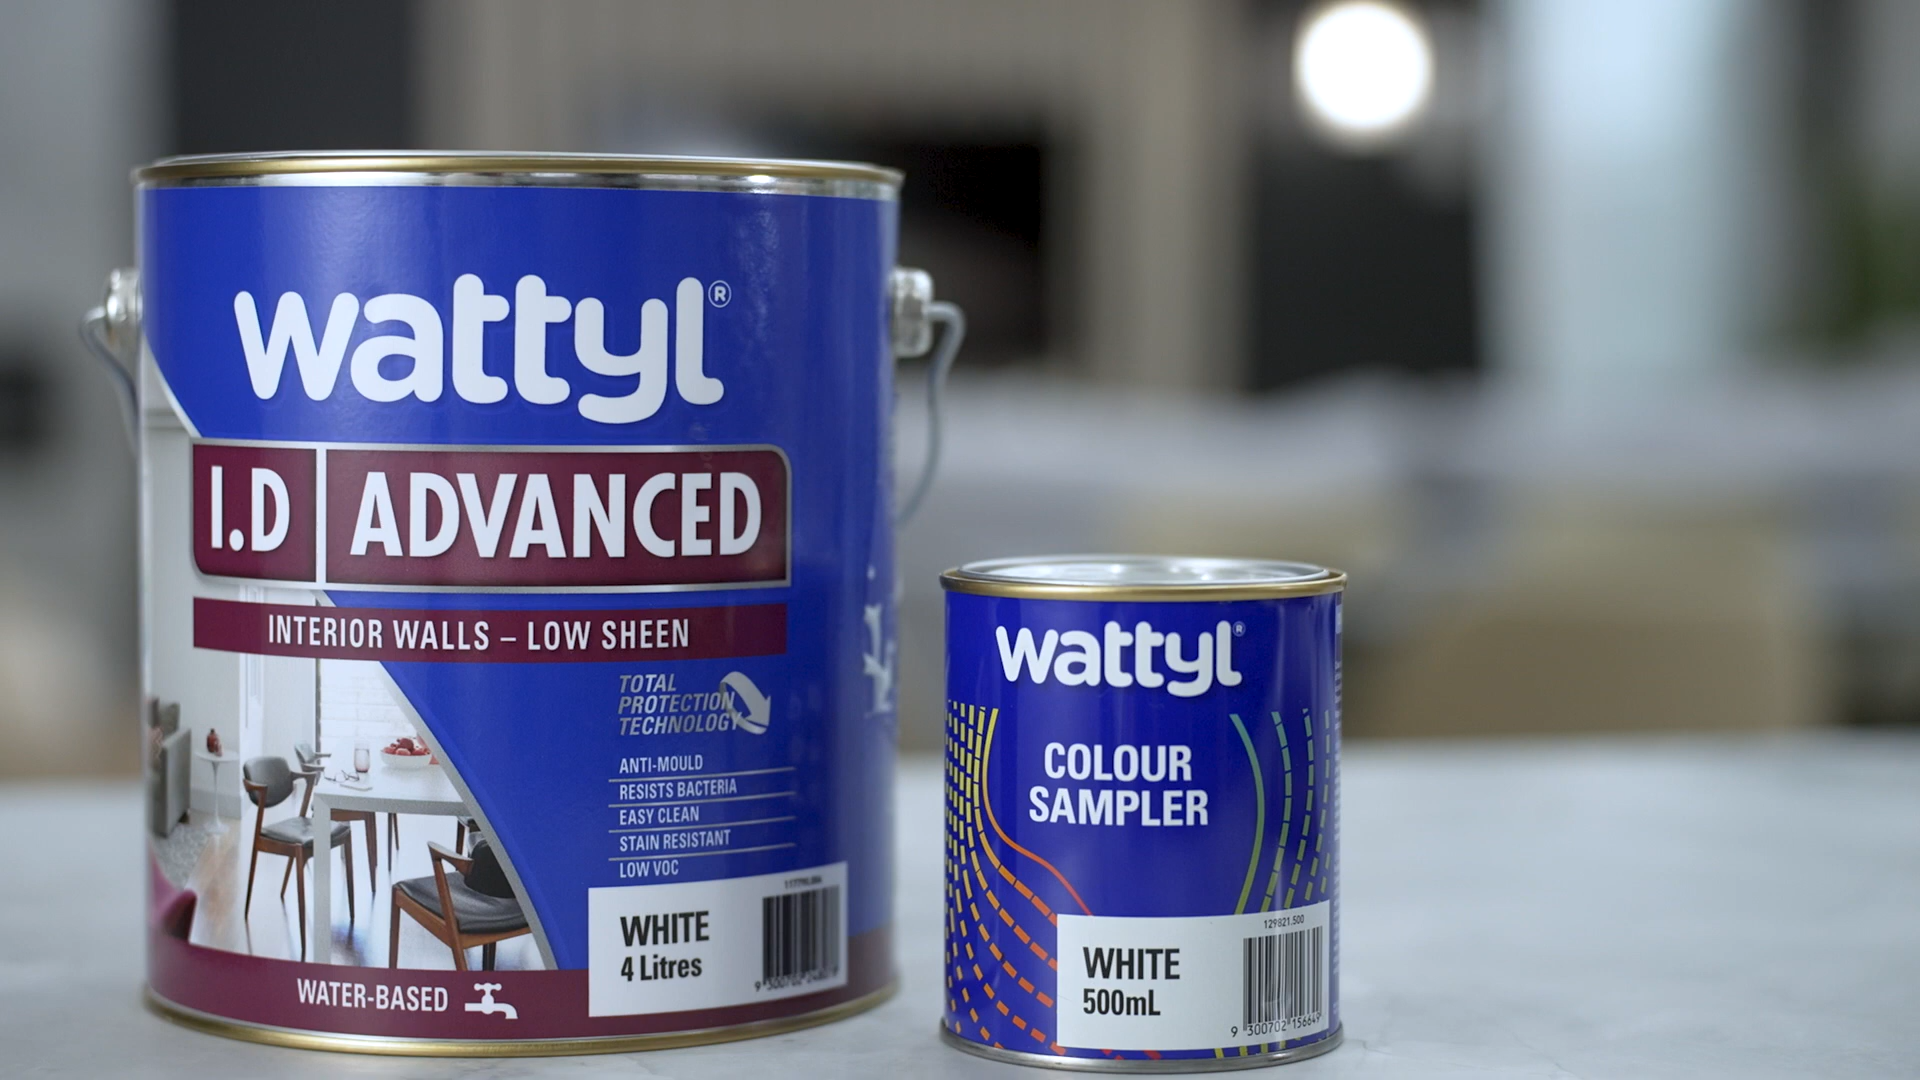 wattyl®
I.D ADVANCED
INTERIOR WALLS – LOW SHEEN
TOTAL
PROTECTION
TECHNOLOGY
ANTI-MOULD
RESISTS BACTERIA
EASY CLEAN
STAIN RESISTANT
LOW VOC
WHITE
4 Litres
WATER-BASED
wattyl®
COLOUR
SAMPLER
129821.500
WHITE
500mL
9 300702 156649